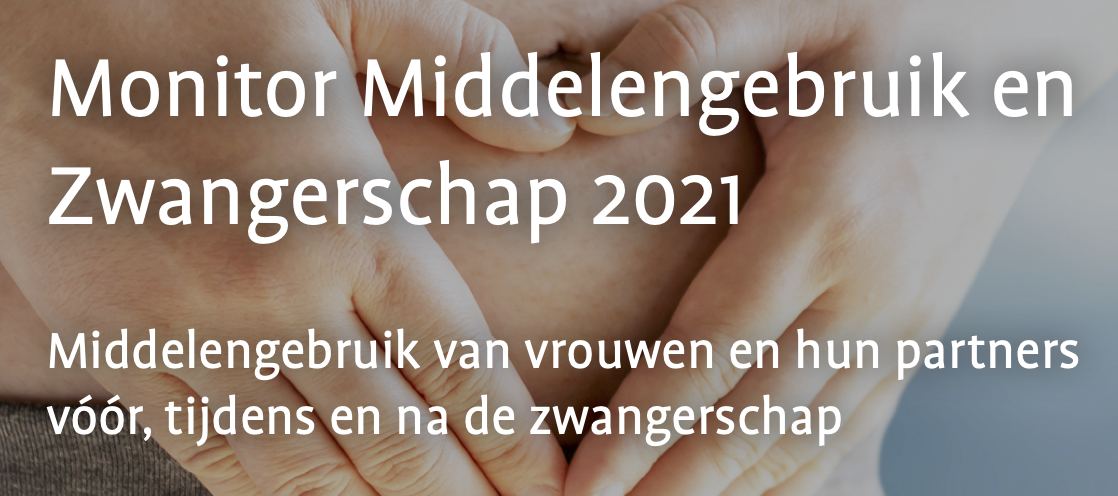 Monitor Middelengebruik en
Zwangerschap 2021
Middelengebruik van vrouwen en hun partners
vóór, tijdens en na de zwangerschap